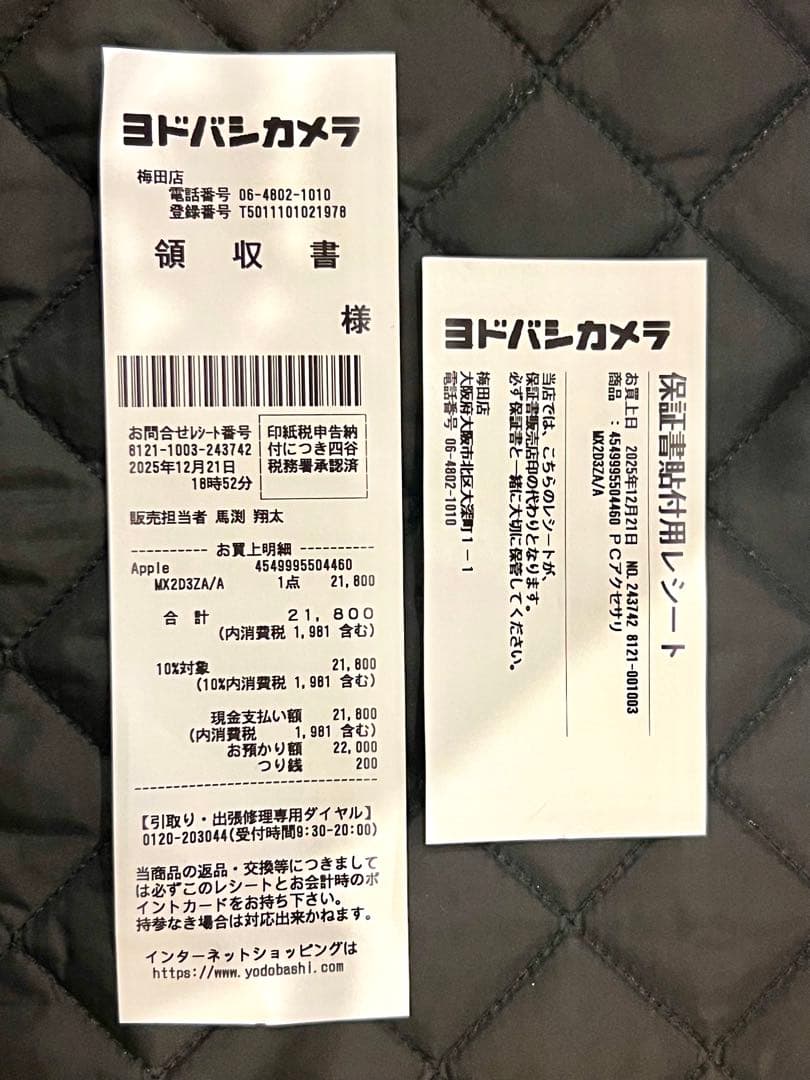 ヨドバシカメラ
梅田店
電話番号 06-4802-1010
登録番号 T5011101021978
領 収 書
様
お問合せレシート番号
8121-1003-243742
2025年12月21日
18時52分
印紙税申告納
付につき四谷
税務署承認済
販売担当者 馬渕 翔太
---------- お買上明細 ----------
Apple 4549995504460
MX2D3ZA/A 1点 21,800
合 計 21,800
(内消費税 1,981 含む)
10%対象 21,800
(10%内消費税 1,981 含む)
現金支払い額 21,800
(内消費税 1,981 含む)
お預かり額 22,000
つり銭 200
--------------------------------
【引取り・出張修理専用ダイヤル】
0120-203044(受付時間9:30-20:00)
当商品の返品・交換等につきまして
は必ずこのレシートとお会計時のポ
イントカードをお持ち下さい。
持参なき場合は対応出来かねます。
インターネットショッピングは
https://www.yodobashi.com
ヨドバシカメラ
保証書貼付用レシート
お買上日 2025年12月21日 NO.243742 8121-001003
商品 :4549995504460 PCアクセサリ
MX2D3ZA/A
当店では、こちらのレシートが、
保証書販売店印の代わりとなります。
必ず保証書と一緒に大切に保管してください。
梅田店
大阪府大阪市北区大深町1-1
電話番号 06-4802-1010